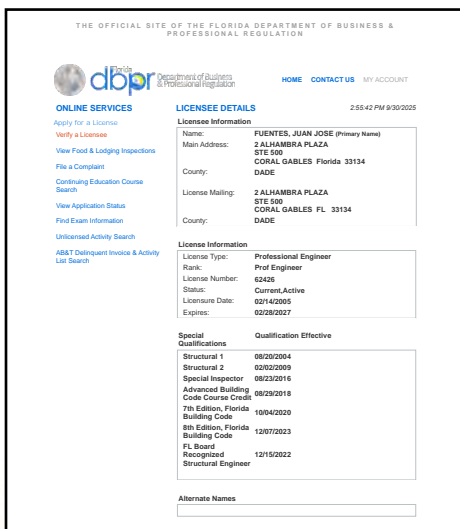 THE OFFICIAL SITE OF THE FLORIDA DEPARTMENT OF BUSINESS &
PROFESSIONAL REGULATION
Florida
dbpr Department of Business
& Professional Regulation
HOME CONTACT US MY ACCOUNT
ONLINE SERVICES
Apply for a License
Verify a Licensee
View Food & Lodging Inspections
File a Complaint
Continuing Education Course
Search
View Application Status
Find Exam Information
Unlicensed Activity Search
AB&T Delinquent Invoice & Activity
List Search
LICENSEE DETAILS 2:55:42 PM 9/30/2025
Licensee Information
Name: FUENTES, JUAN JOSE (Primary Name)
Main Address: 2 ALHAMBRA PLAZA
STE 500
CORAL GABLES Florida 33134
County: DADE
License Mailing: 2 ALHAMBRA PLAZA
STE 500
CORAL GABLES FL 33134
County: DADE
License Information
License Type: Professional Engineer
Rank: Prof Engineer
License Number: 62426
Status: Current,Active
Licensure Date: 02/14/2005
Expires: 02/28/2027
Special Qualification Effective
Qualifications
Structural 1 08/20/2004
Structural 2 02/02/2009
Special Inspector 08/23/2016
Advanced Building
Code Course Credit 08/29/2018
7th Edition, Florida
Building Code 10/04/2020
8th Edition, Florida
Building Code 12/07/2023
FL Board
Recognized 12/15/2022
Structural Engineer
Alternate Names